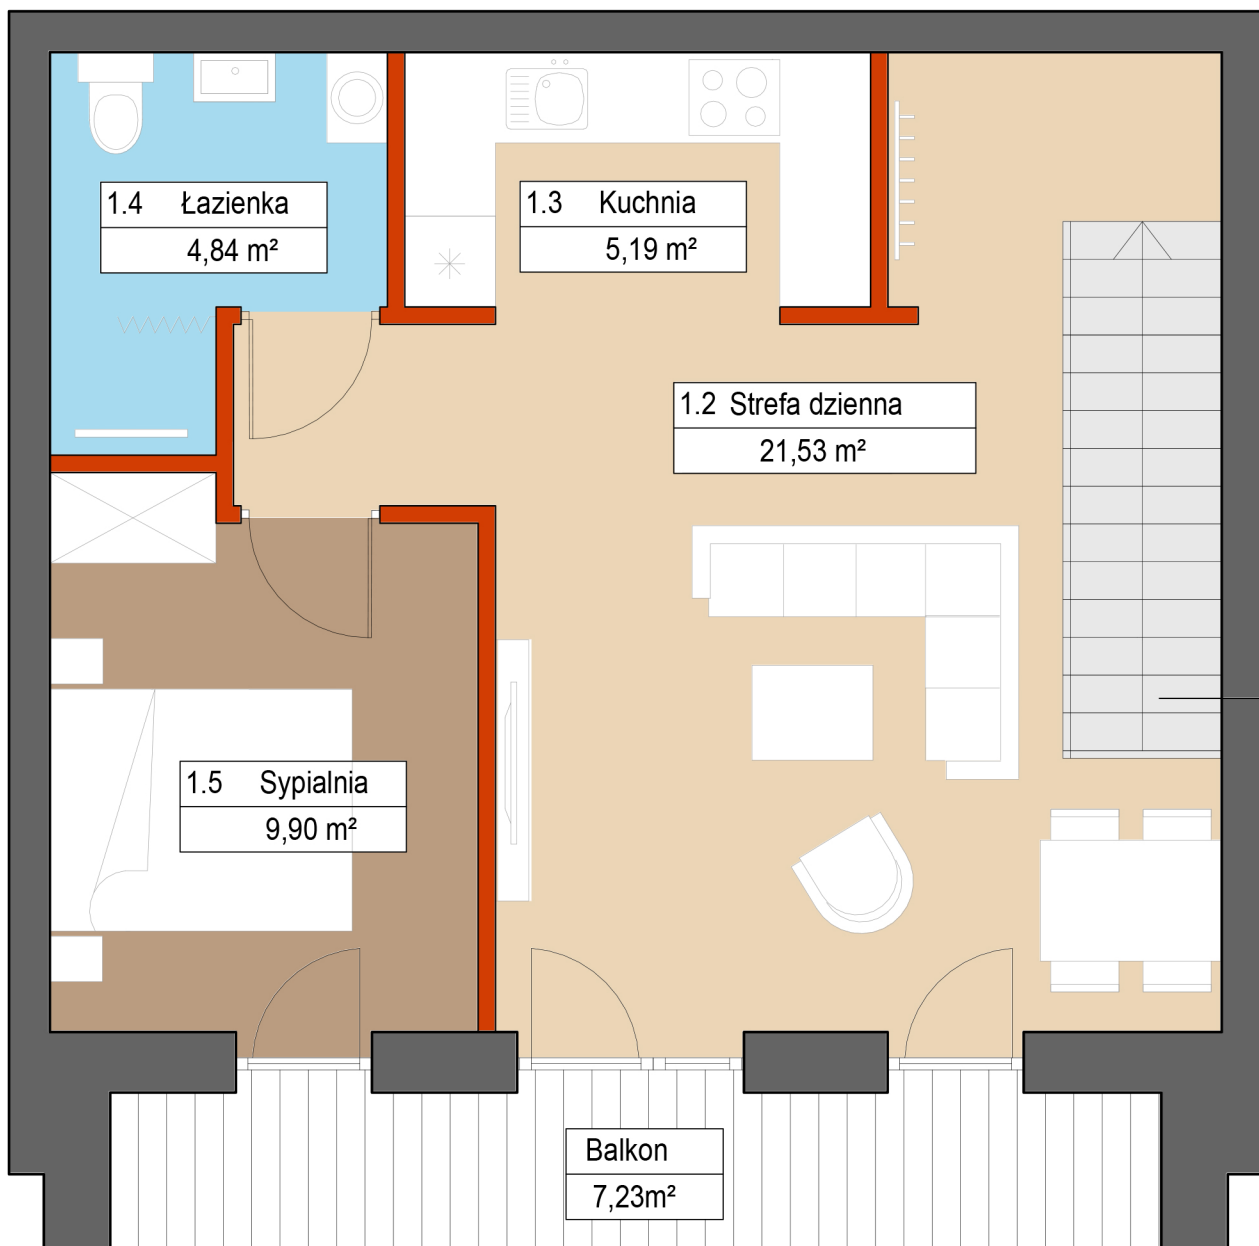 1.4 Łazienka
4,84 m²
1.3 Kuchnia
5,19 m²
1.2 Strefa dzienna
21,53 m²
1.5 Sypialnia
9,90 m²
Balkon
7,23m²